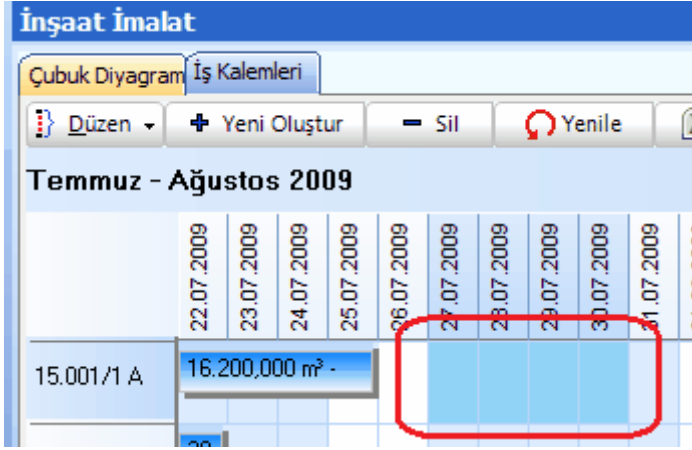 İnşaat İmalat
Çubuk Diyagram İş Kalemleri
Düzen Yeni Oluştur Sil Yenile
Temmuz - Ağustos 2009
22.07.2009 23.07.2009 24.07.2009 25.07.2009 26.07.2009 27.07.2009 28.07.2009 29.07.2009 30.07.2009 31.07.2009
15.001/1 A 16.200,000 m³ -